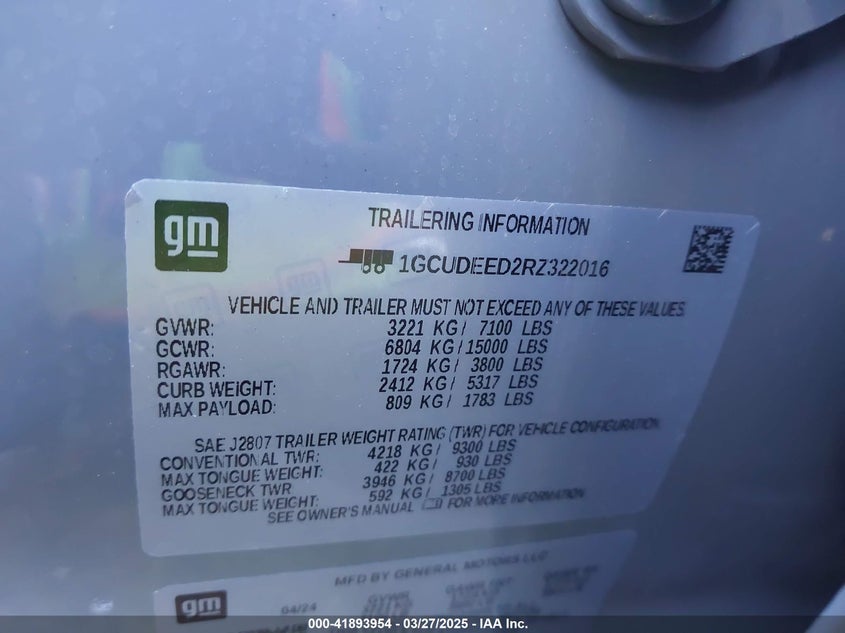 gm
TRAILERING INFORMATION
1GCUDEED2RZ322016
VEHICLE AND TRAILER MUST NOT EXCEED ANY OF THESE VALUES.
GVWR: 3221 KG / 7100 LBS
GCWR: 6804 KG / 15000 LBS
RGAWR: 1724 KG / 3800 LBS
CURB WEIGHT: 2412 KG / 5317 LBS
MAX PAYLOAD: 809 KG / 1783 LBS
SAE J2807 TRAILER WEIGHT RATING (TWR) FOR VEHICLE CONFIGURATION.
CONVENTIONAL TWR: 4218 KG / 9300 LBS
MAX TONGUE WEIGHT: 422 KG / 930 LBS
GOOSENECK TWR 3946 KG / 8700 LBS
MAX TONGUE WEIGHT: 592 KG / 1305 LBS
SEE OWNER'S MANUAL FOR MORE INFORMATION
MFD BY GENERAL MOTORS LLC
gm
04/24 GVWR
000-41893954 | 03/27/2025 - IAA Inc.